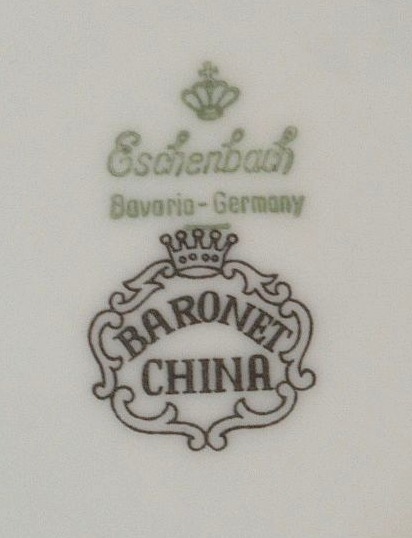 Eschenbach
Bavaria - Germany
BARONET
CHINA